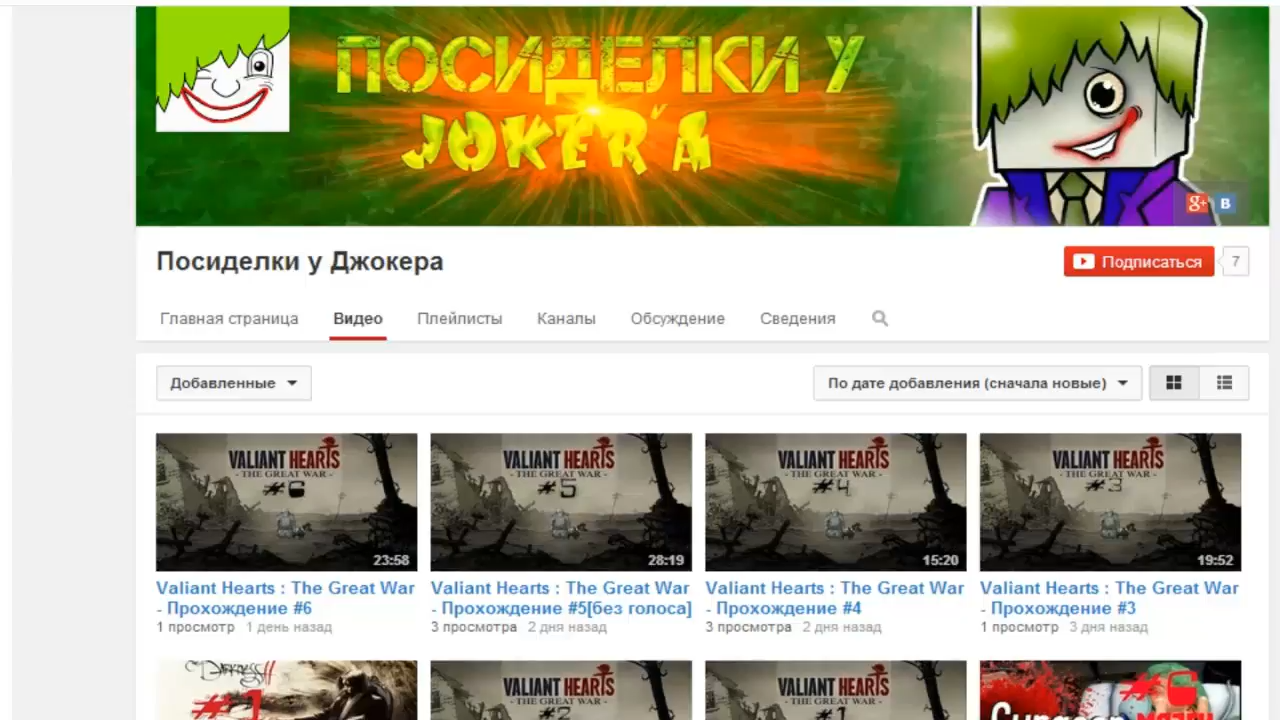 ПОСИДЕЛКИ У
JOKER'А
g+ B
Посиделки у Джокера
Подписаться 7
Главная страница Видео Плейлисты Каналы Обсуждение Сведения
Добавленные По дате добавления (сначала новые)
VALIANT HEARTS
- THE GREAT WAR -
#6
23:58
VALIANT HEARTS
- THE GREAT WAR -
#5
28:19
VALIANT HEARTS
- THE GREAT WAR -
#4
15:20
VALIANT HEARTS
- THE GREAT WAR -
#3
19:52
Valiant Hearts : The Great War
- Прохождение #6
1 просмотр 1 день назад
Valiant Hearts : The Great War
- Прохождение #5[без голоса]
3 просмотра 2 дня назад
Valiant Hearts : The Great War
- Прохождение #4
3 просмотра 2 дня назад
Valiant Hearts : The Great War
- Прохождение #3
1 просмотр 3 дня назад
Darkness II
#1
VALIANT HEARTS
- THE GREAT WAR -
#2
VALIANT HEARTS
- THE GREAT WAR -
#1
#6